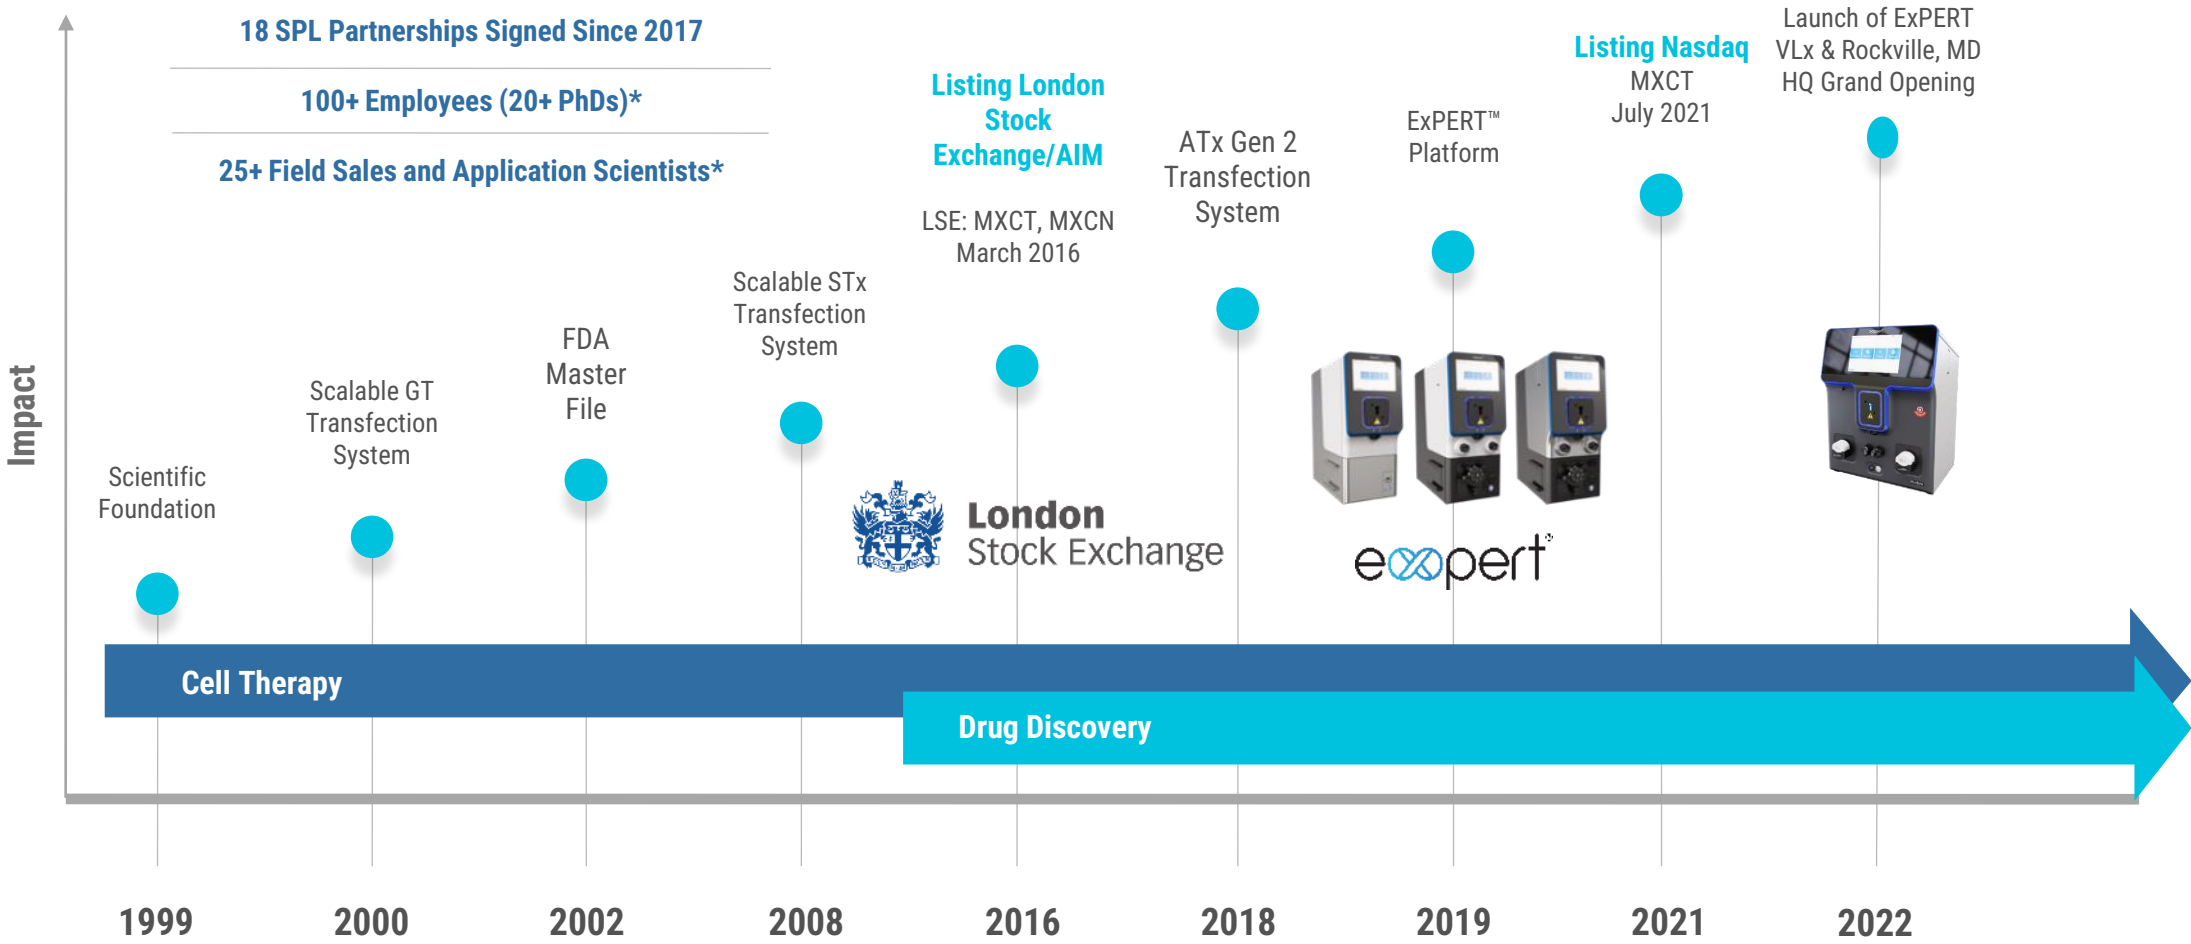 18 SPL Partnerships Signed Since 2017
100+ Employees (20+ PhDs)*
25+ Field Sales and Application Scientists*
Impact
Scientific
Foundation
Scalable GT
Transfection
System
FDA
Master
File
Scalable STx
Transfection
System
Listing London
Stock
Exchange/AIM
LSE: MXCT, MXCN
March 2016
London
Stock Exchange
ATx Gen 2
Transfection
System
ExPERT™
Platform
expert
Listing Nasdaq
MXCT
July 2021
Launch of ExPERT
VLx & Rockville, MD
HQ Grand Opening
Cell Therapy
Drug Discovery
1999
2000
2002
2008
2016
2018
2019
2021
2022